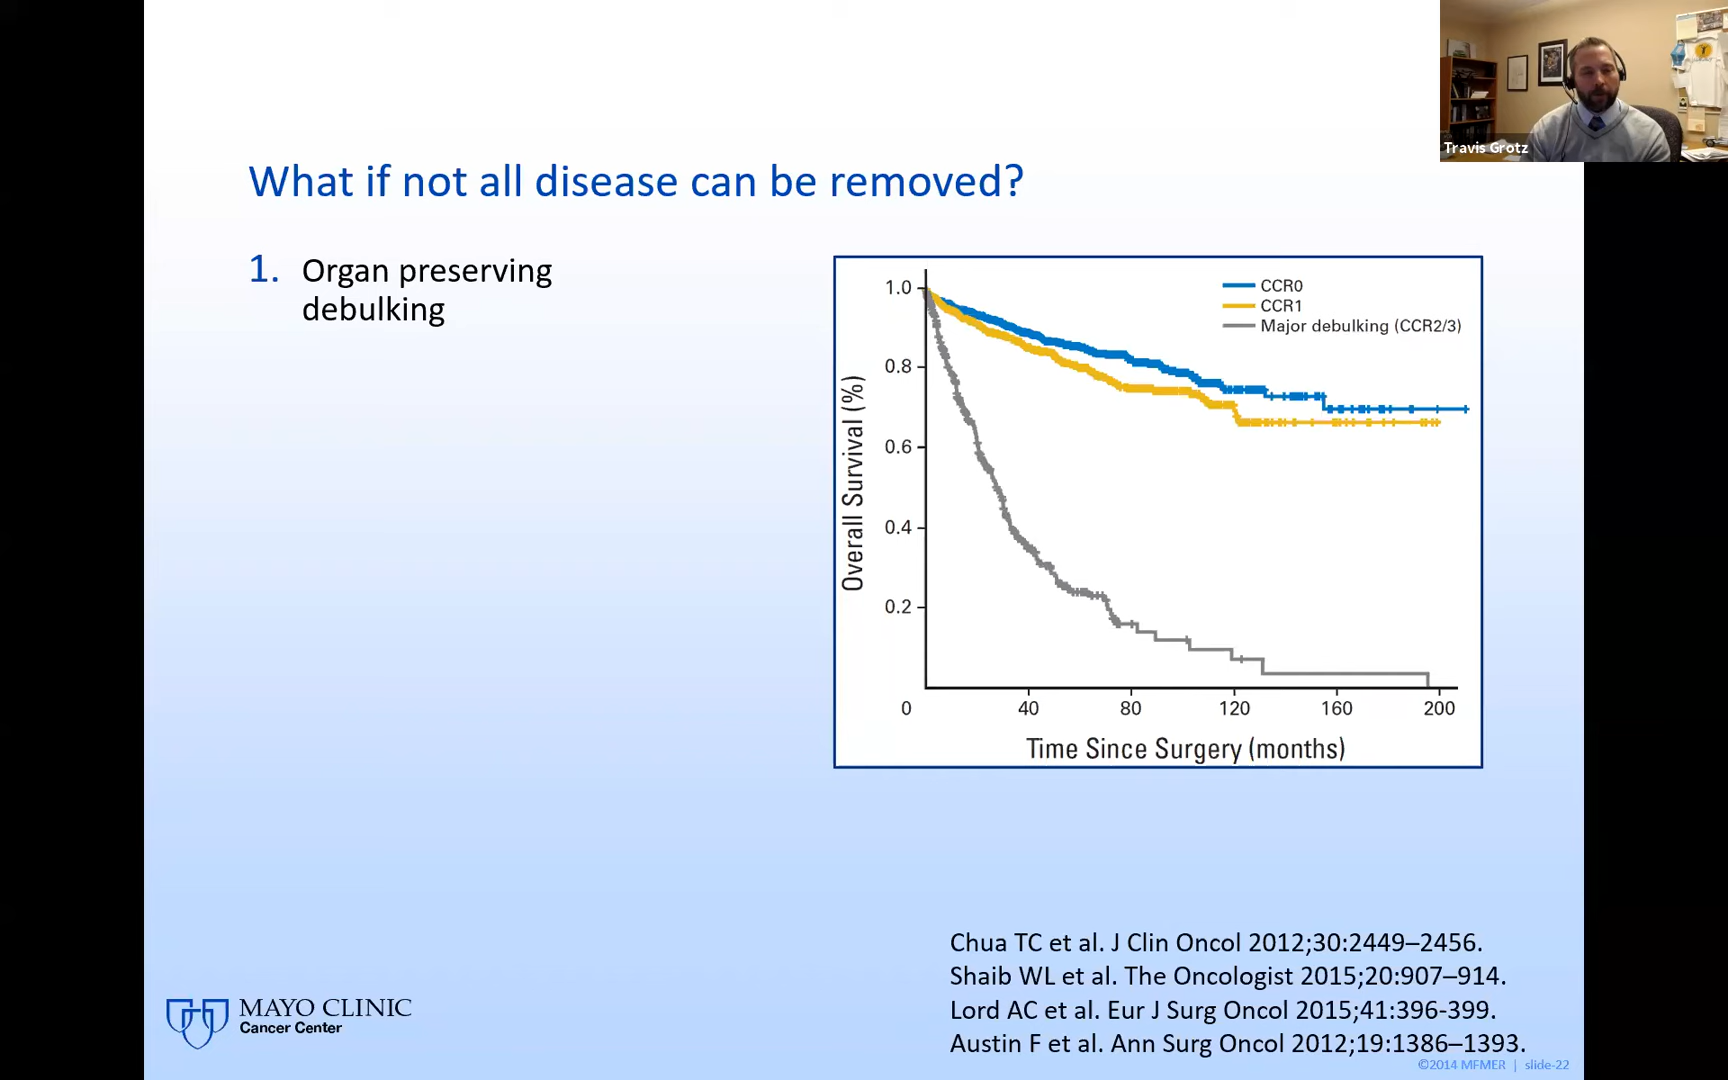 Travis Grotz
What if not all disease can be removed?
1. Organ preserving
debulking
CCR0
CCR1
Major debulking (CCR2/3)
Overall Survival (%)
1.0
0.8
0.6
0.4
0.2
0 40 80 120 160 200
Time Since Surgery (months)
Chua TC et al. J Clin Oncol 2012;30:2449–2456.
Shaib WL et al. The Oncologist 2015;20:907–914.
Lord AC et al. Eur J Surg Oncol 2015;41:396-399.
Austin F et al. Ann Surg Oncol 2012;19:1386–1393.
MAYO CLINIC
Cancer Center
©2014 MFMER | slide-22